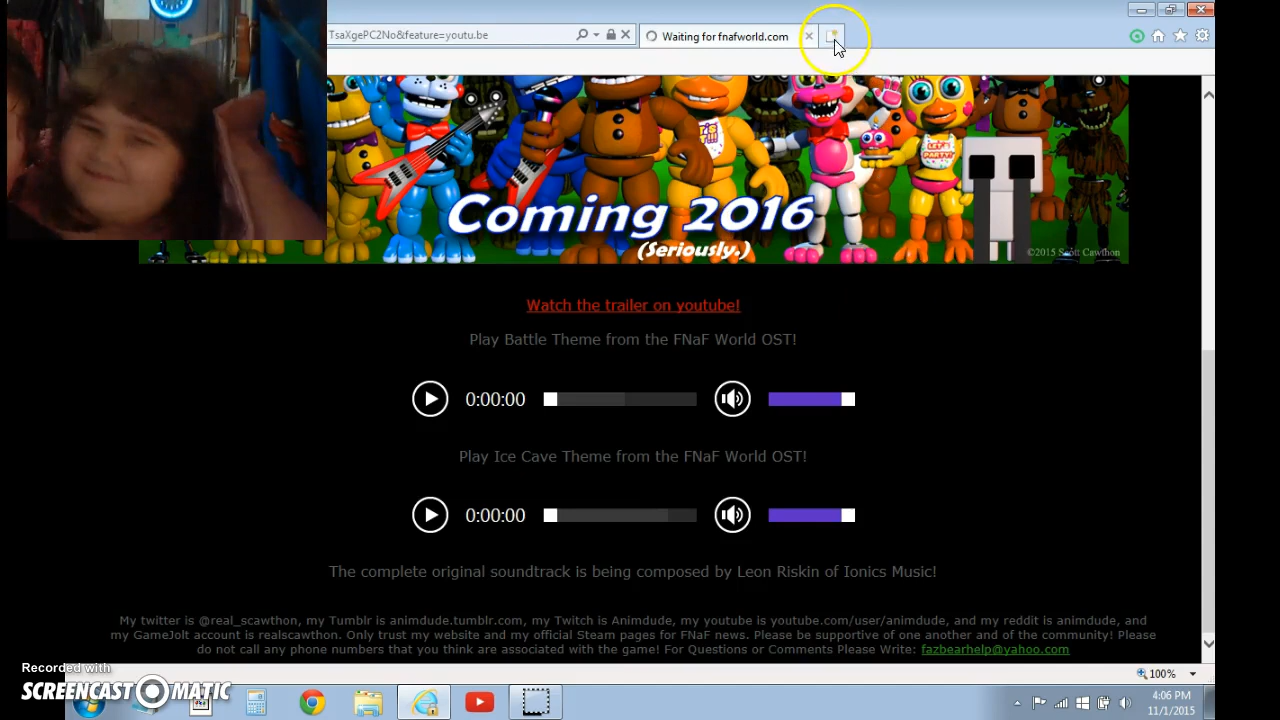 TsaXgePC2No&feature=youtu.be
Waiting for fnafworld.com
LET'S PARTY!
Coming 2016
(Seriously.)
©2015 Scott Cawthon
Watch the trailer on youtube!
Play Battle Theme from the FNaF World OST!
0:00:00
Play Ice Cave Theme from the FNaF World OST!
0:00:00
The complete original soundtrack is being composed by Leon Riskin of Ionics Music!
My twitter is @real_scawthon, my Tumblr is animdude.tumblr.com, my Twitch is Animdude, my youtube is youtube.com/user/animdude, and my reddit is animdude, and
my GameJolt account is realscawthon. Only trust my website and my official Steam pages for FNaF news. Please be supportive of one another and of the community! Please
do not call any phone numbers that you think are associated with the game! For Questions or Comments Please Write: fazbearhelp@yahoo.com
Recorded with
SCREENCAST O MATIC
100%
4:06 PM
11/1/2015